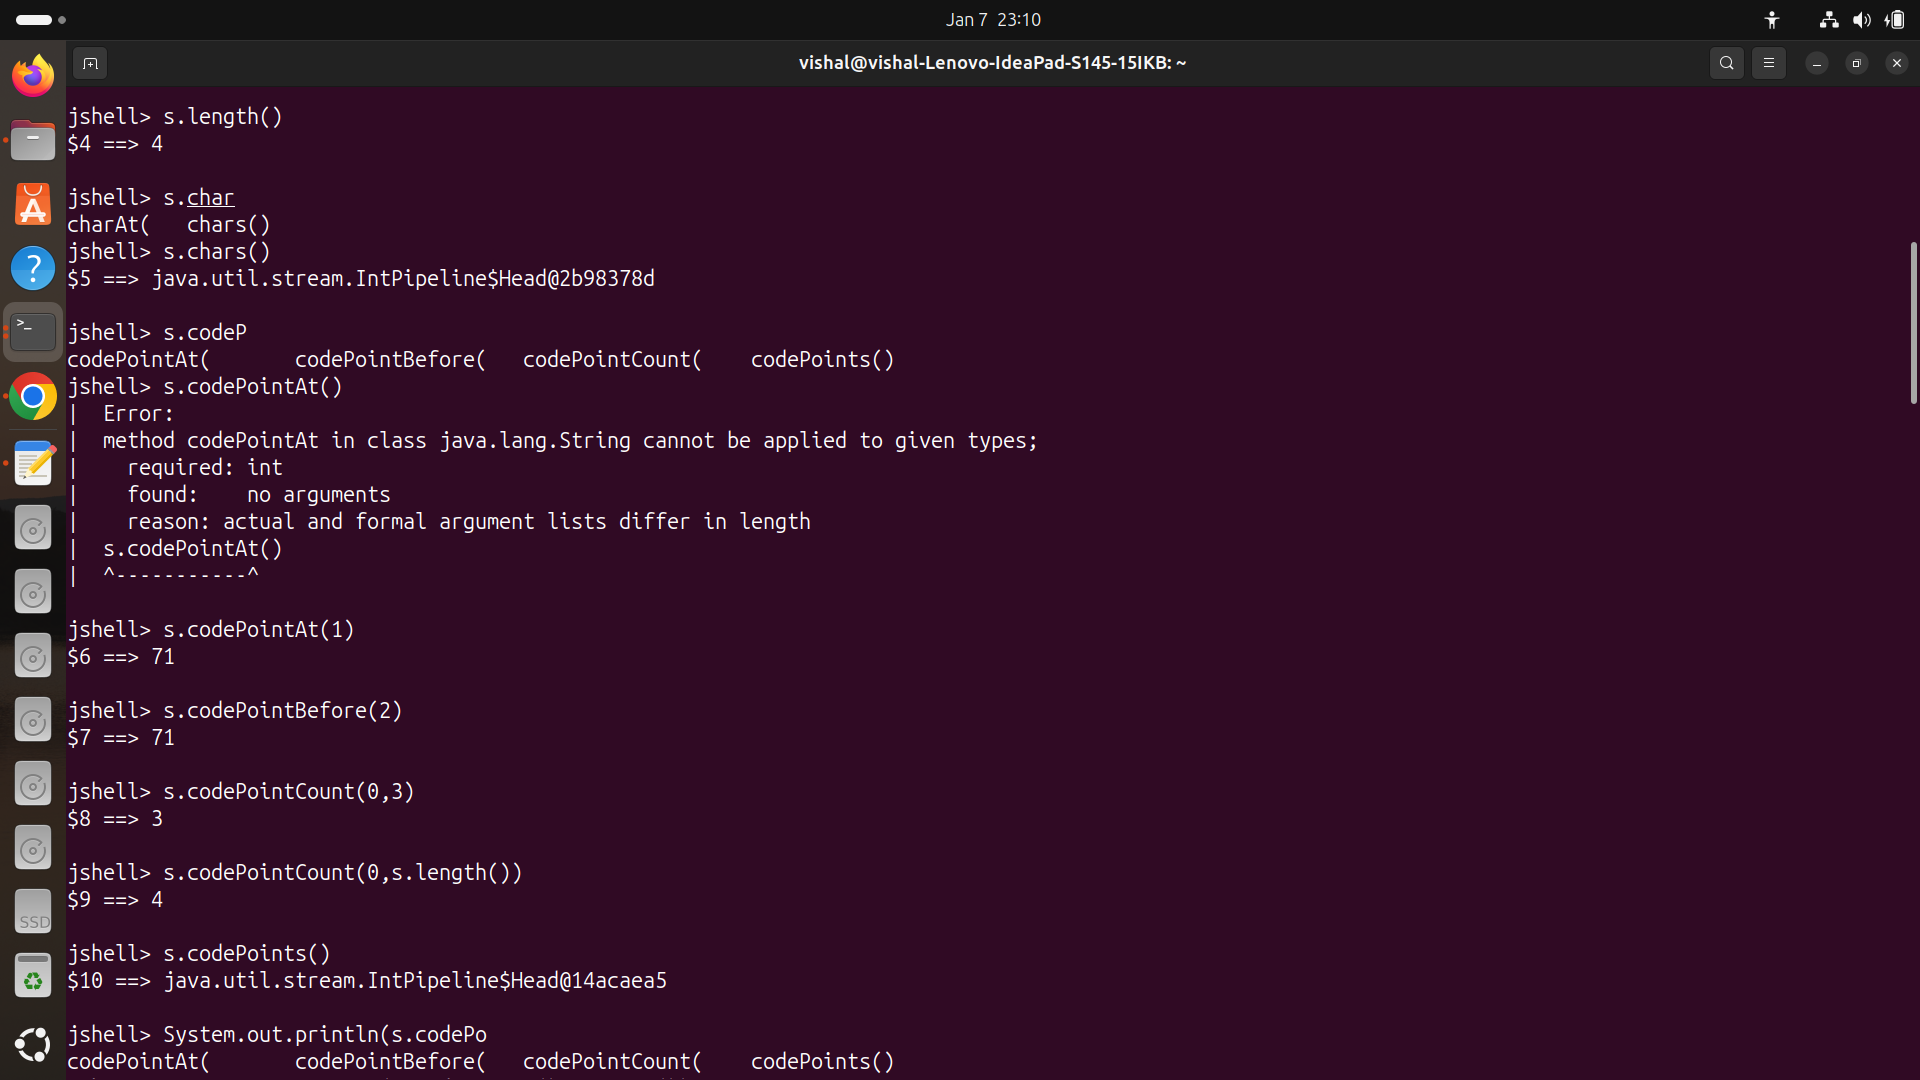 Jan 7 23:10
vishal@vishal-Lenovo-IdeaPad-S145-15IKB: ~
jshell> s.length()
$4 ==> 4
jshell> s.char
charAt(   chars()
jshell> s.chars()
$5 ==> java.util.stream.IntPipeline$Head@2b98378d
jshell> s.codeP
codePointAt(       codePointBefore(   codePointCount(    codePoints()
jshell> s.codePointAt()
|  Error:
|  method codePointAt in class java.lang.String cannot be applied to given types;
|    required: int
|    found:    no arguments
|    reason: actual and formal argument lists differ in length
|  s.codePointAt()
|  ^-----------^
jshell> s.codePointAt(1)
$6 ==> 71
jshell> s.codePointBefore(2)
$7 ==> 71
jshell> s.codePointCount(0,3)
$8 ==> 3
jshell> s.codePointCount(0,s.length())
$9 ==> 4
jshell> s.codePoints()
$10 ==> java.util.stream.IntPipeline$Head@14acaea5
jshell> System.out.println(s.codePo
codePointAt(       codePointBefore(   codePointCount(    codePoints()
SSD